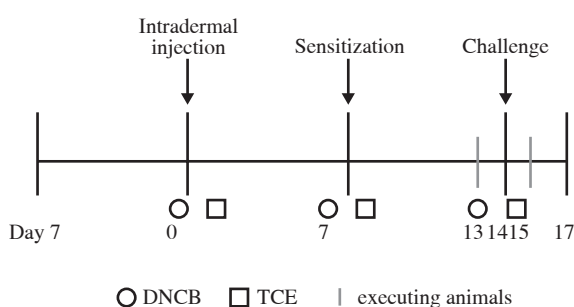 Intradermal
injection
Sensitization
Challenge
Day 7
0
7
13 14 15
17
DNCB
TCE
executing animals